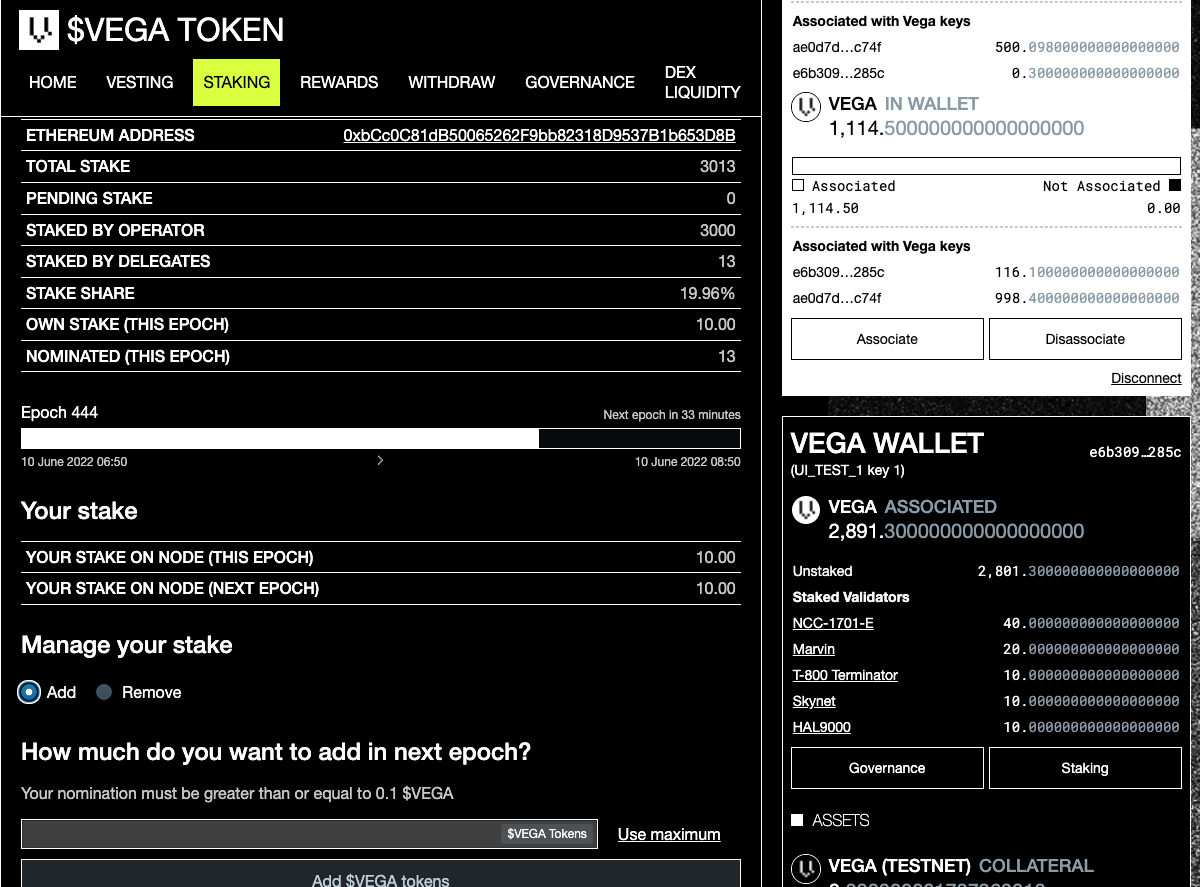 $VEGA TOKEN
HOME VESTING STAKING REWARDS WITHDRAW GOVERNANCE DEX LIQUIDITY
ETHEREUM ADDRESS 0xbCc0C81dB50065262F9bb82318D9537B1b653D8B
TOTAL STAKE 3013
PENDING STAKE 0
STAKED BY OPERATOR 3000
STAKED BY DELEGATES 13
STAKE SHARE 19.96%
OWN STAKE (THIS EPOCH) 10.00
NOMINATED (THIS EPOCH) 13
Epoch 444 Next epoch in 33 minutes
10 June 2022 06:50 10 June 2022 08:50
Your stake
YOUR STAKE ON NODE (THIS EPOCH) 10.00
YOUR STAKE ON NODE (NEXT EPOCH) 10.00
Manage your stake
Add Remove
How much do you want to add in next epoch?
Your nomination must be greater than or equal to 0.1 $VEGA
$VEGA Tokens Use maximum
Add $VEGA tokens
Associated with Vega keys
ae0d7d…c74f 500.098000000000000000
e6b309…285c 0.300000000000000000
VEGA IN WALLET
1,114.500000000000000000
Associated Not Associated
1,114.50 0.00
Associated with Vega keys
e6b309…285c 116.100000000000000000
ae0d7d…c74f 998.400000000000000000
Associate Disassociate
Disconnect
VEGA WALLET e6b309…285c
(UI_TEST_1 key 1)
VEGA ASSOCIATED
2,891.300000000000000000
Unstaked 2,801.300000000000000000
Staked Validators
NCC-1701-E 40.000000000000000000
Marvin 20.000000000000000000
T-800 Terminator 10.000000000000000000
Skynet 10.000000000000000000
HAL9000 10.000000000000000000
Governance Staking
ASSETS
VEGA (TESTNET) COLLATERAL